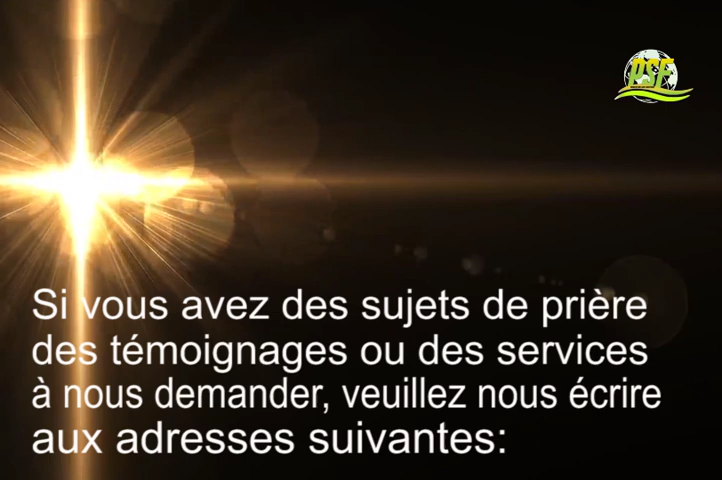 PSF
Si vous avez des sujets de prière
des témoignages ou des services
à nous demander, veuillez nous écrire
aux adresses suivantes: